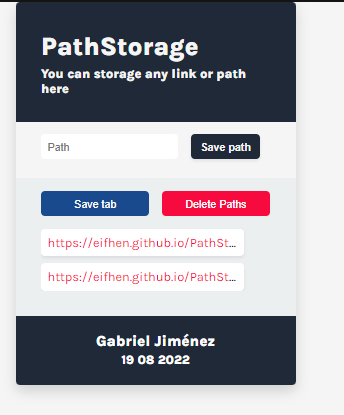 PathStorage
You can storage any link or path
here
Path
Save path
Save tab
Delete Paths
https://eifhen.github.io/PathSt...
https://eifhen.github.io/PathSt...
Gabriel Jiménez
19 08 2022